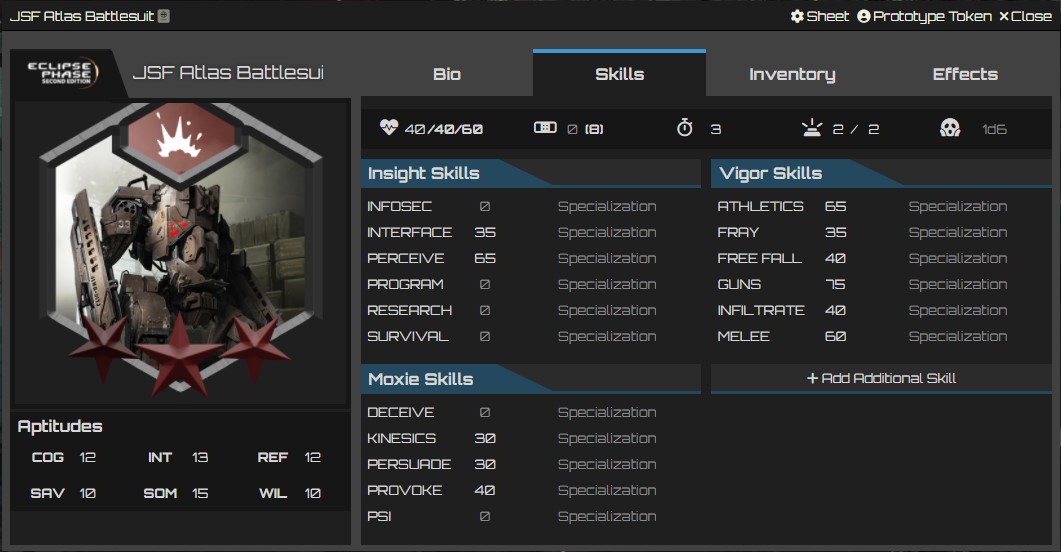 JSF Atlas Battlesuit
Sheet Prototype Token Close
ECLIPSE
PHASE
SECOND EDITION
JSF Atlas Battlesui
Bio Skills Inventory Effects
40 /40/60 0 (8) 3 2 / 2 1d6
Insight Skills
INFOSEC 0 Specialization
INTERFACE 35 Specialization
PERCEIVE 65 Specialization
PROGRAM 0 Specialization
RESEARCH 0 Specialization
SURVIVAL 0 Specialization
Vigor Skills
ATHLETICS 65 Specialization
FRAY 35 Specialization
FREE FALL 40 Specialization
GUNS 75 Specialization
INFILTRATE 40 Specialization
MELEE 60 Specialization
Moxie Skills
DECEIVE 0 Specialization
KINESICS 30 Specialization
PERSUADE 30 Specialization
PROVOKE 40 Specialization
PSI 0 Specialization
+ Add Additional Skill
Aptitudes
COG 12 INT 13 REF 12
SAV 10 SOM 15 WIL 10